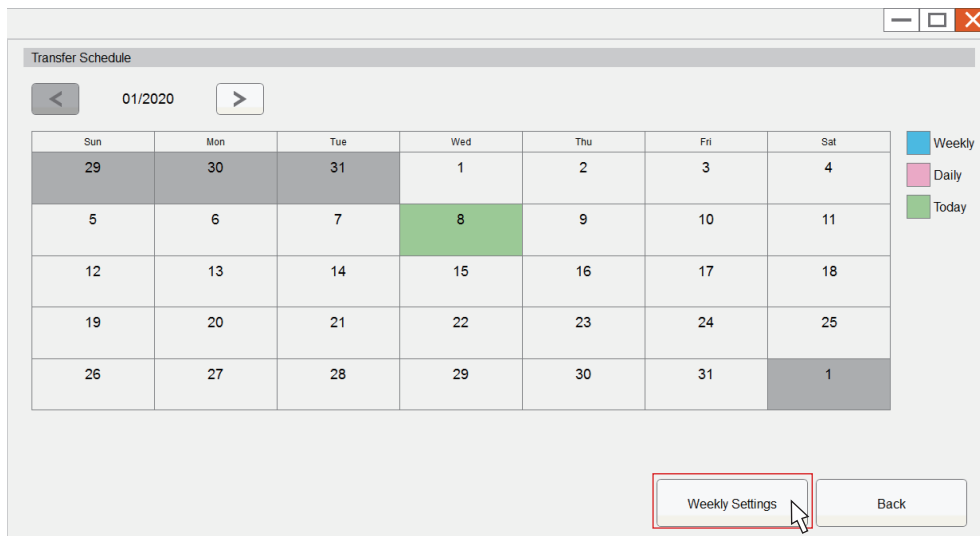 Transfer Schedule
< 01/2020 >
Sun Mon Tue Wed Thu Fri Sat
29 30 31 1 2 3 4
5 6 7 8 9 10 11
12 13 14 15 16 17 18
19 20 21 22 23 24 25
26 27 28 29 30 31 1
Weekly
Daily
Today
Weekly Settings Back